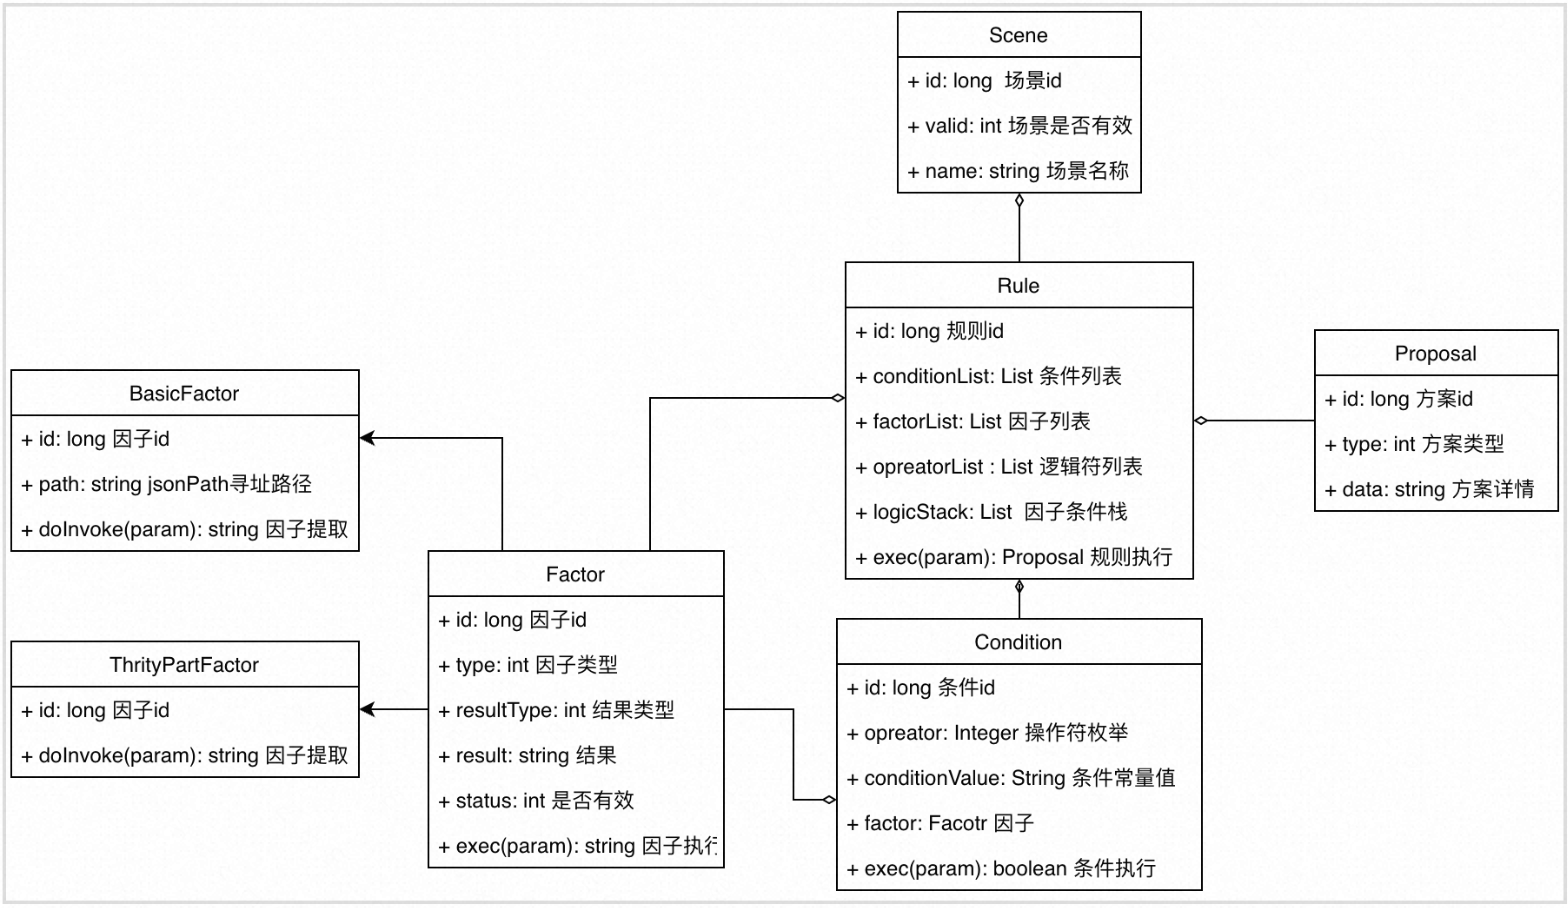 Scene
+ id: long  场景id
+ valid: int 场景是否有效
+ name: string 场景名称
Rule
+ id: long 规则id
+ conditionList: List 条件列表
+ factorList: List 因子列表
+ opreatorList : List 逻辑符列表
+ logicStack: List  因子条件栈
+ exec(param): Proposal 规则执行
Proposal
+ id: long 方案id
+ type: int 方案类型
+ data: string 方案详情
BasicFactor
+ id: long 因子id
+ path: string jsonPath寻址路径
+ doInvoke(param): string 因子提取
Factor
+ id: long 因子id
+ type: int 因子类型
+ resultType: int 结果类型
+ result: string 结果
+ status: int 是否有效
+ exec(param): string 因子执行
ThrityPartFactor
+ id: long 因子id
+ doInvoke(param): string 因子提取
Condition
+ id: long 条件id
+ opreator: Integer 操作符枚举
+ conditionValue: String 条件常量值
+ factor: Facotr 因子
+ exec(param): boolean 条件执行